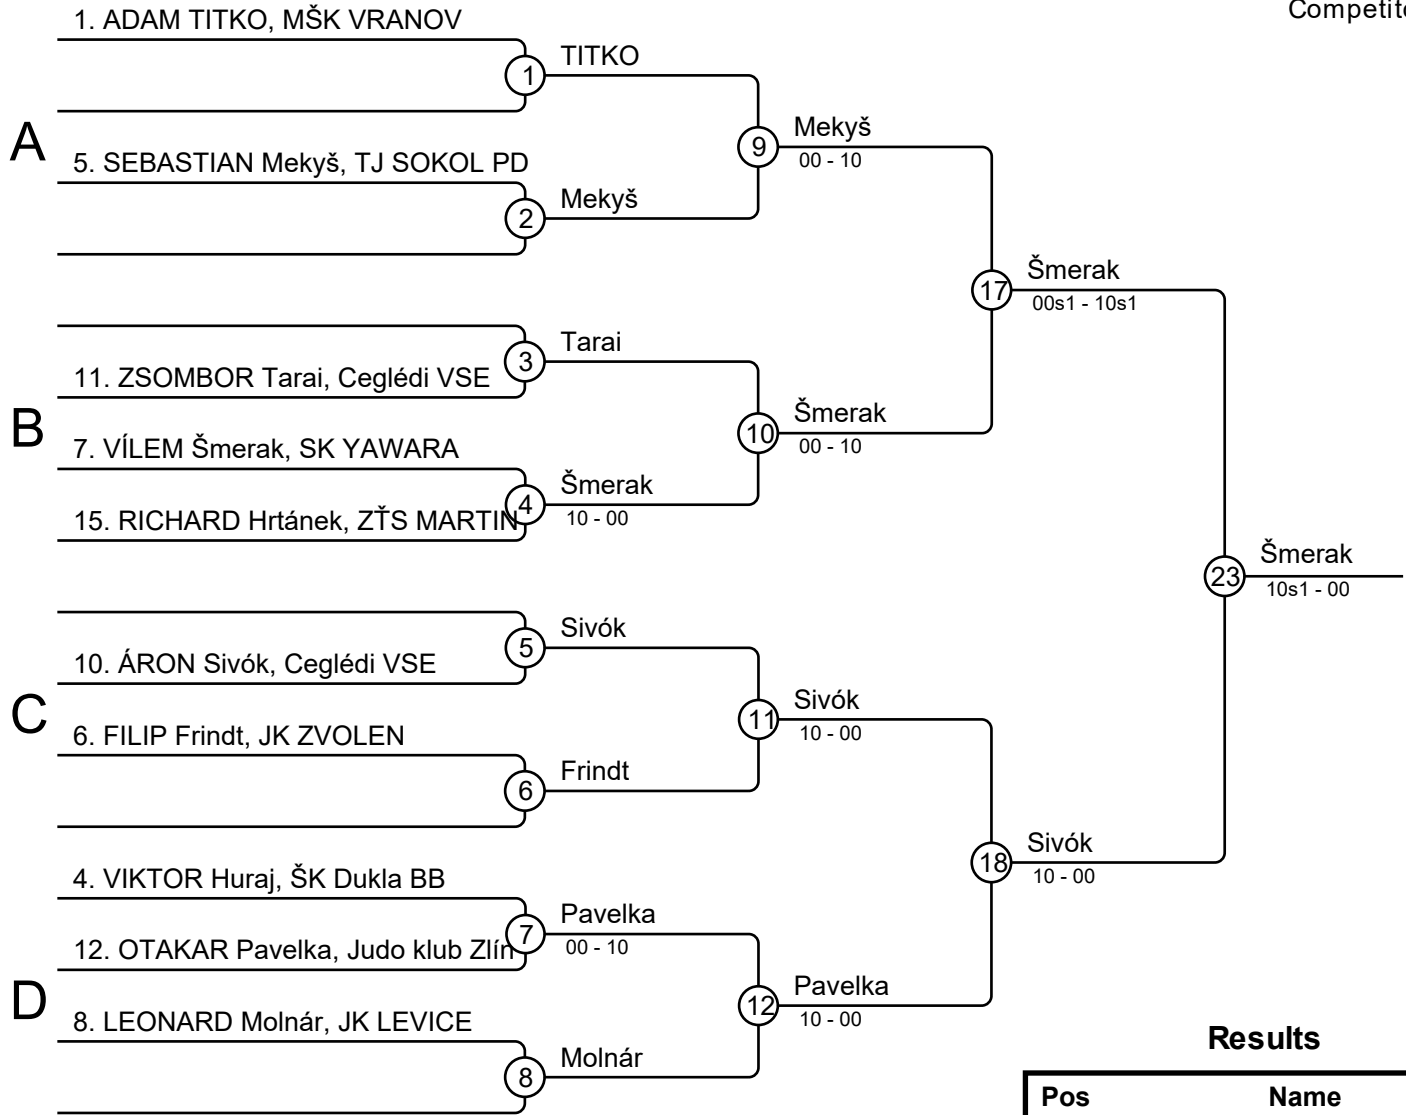 Competito
1. ADAM TITKO, MŠK VRANOV
1
TITKO
A
9
Mekyš
00 - 10
5. SEBASTIAN Mekyš, TJ SOKOL PD
2
Mekyš
17
Šmerak
00s1 - 10s1
3
Tarai
11. ZSOMBOR Tarai, Ceglédi VSE
B
10
Šmerak
00 - 10
7. VÍLEM Šmerak, SK YAWARA
4
Šmerak
10 - 00
15. RICHARD Hrtánek, ZŤS MARTIN
23
Šmerak
10s1 - 00
5
Sivók
10. ÁRON Sivók, Ceglédi VSE
C
11
Sivók
10 - 00
6. FILIP Frindt, JK ZVOLEN
6
Frindt
18
Sivók
10 - 00
4. VIKTOR Huraj, ŠK Dukla BB
7
Pavelka
00 - 10
12. OTAKAR Pavelka, Judo klub Zlín
D
12
Pavelka
10 - 00
8. LEONARD Molnár, JK LEVICE
8
Molnár
Results
Pos Name